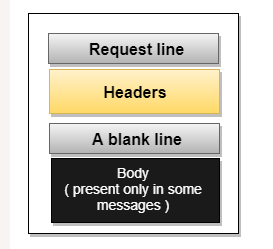 Request line
Headers
A blank line
Body
( present only in some
messages )